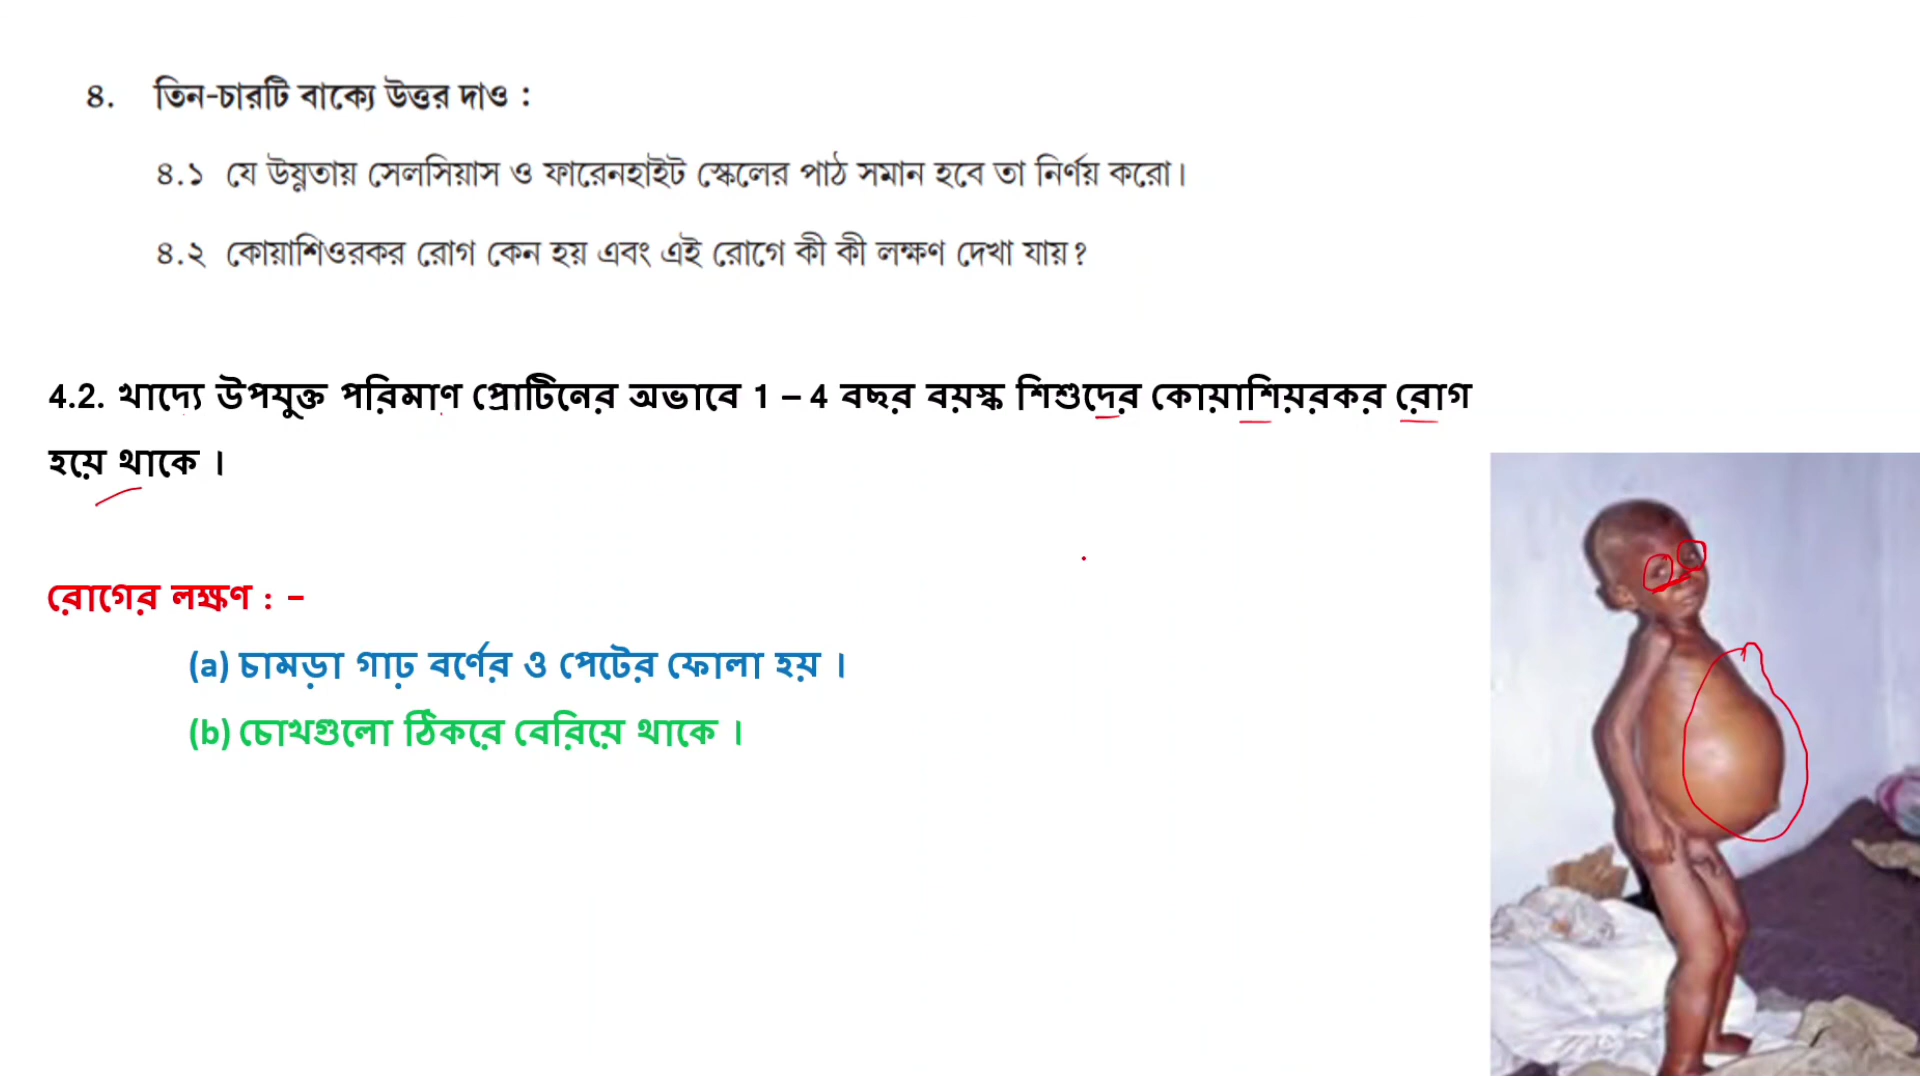 ৪. তিন-চারটি বাক্যে উত্তর দাও :
৪.১ যে উষ্ণতায় সেলসিয়াস ও ফারেনহাইট স্কেলের পাঠ সমান হবে তা নির্ণয় করো।
৪.২ কোয়াশিওরকর রোগ কেন হয় এবং এই রোগে কী কী লক্ষণ দেখা যায়?
4.2. খাদ্যে উপযুক্ত পরিমাণ প্রোটিনের অভাবে 1 – 4 বছর বয়স্ক শিশুদের কোয়াশিয়রকর রোগ
হয়ে থাকে ।
রোগের লক্ষণ : –
(a) চামড়া গাঢ় বর্ণের ও পেটের ফোলা হয় ।
(b) চোখগুলো ঠিকরে বেরিয়ে থাকে ।